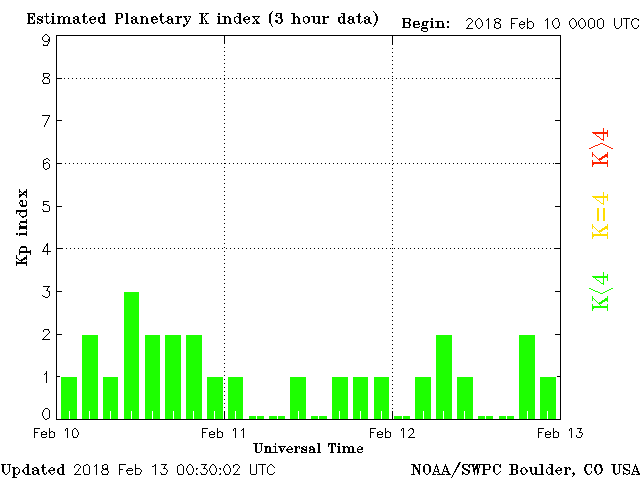 Estimated Planetary K index (3 hour data) Begin: 2018 Feb 10 0000 UTC
9
8
7
6
5
4
3
2
1
0
Kp index
K>4
K=4
K<4
Feb 10 Feb 11 Feb 12 Feb 13
Universal Time
Updated 2018 Feb 13 00:30:02 UTC NOAA/SWPC Boulder, CO USA